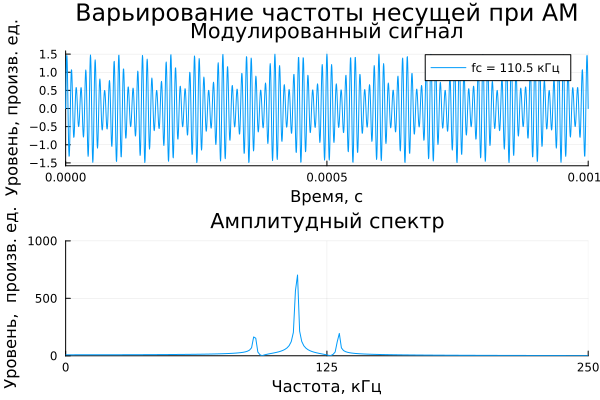 Варьирование частоты несущей при АМ
Модулированный сигнал
Уровень, произв. ед.
1.5
1.0
0.5
0.0
−0.5
−1.0
−1.5
fc = 110.5 кГц
0.0000
0.0005
0.001
Время, с
Амплитудный спектр
Уровень, произв. ед.
1000
500
0
0
125
250
Частота, кГц